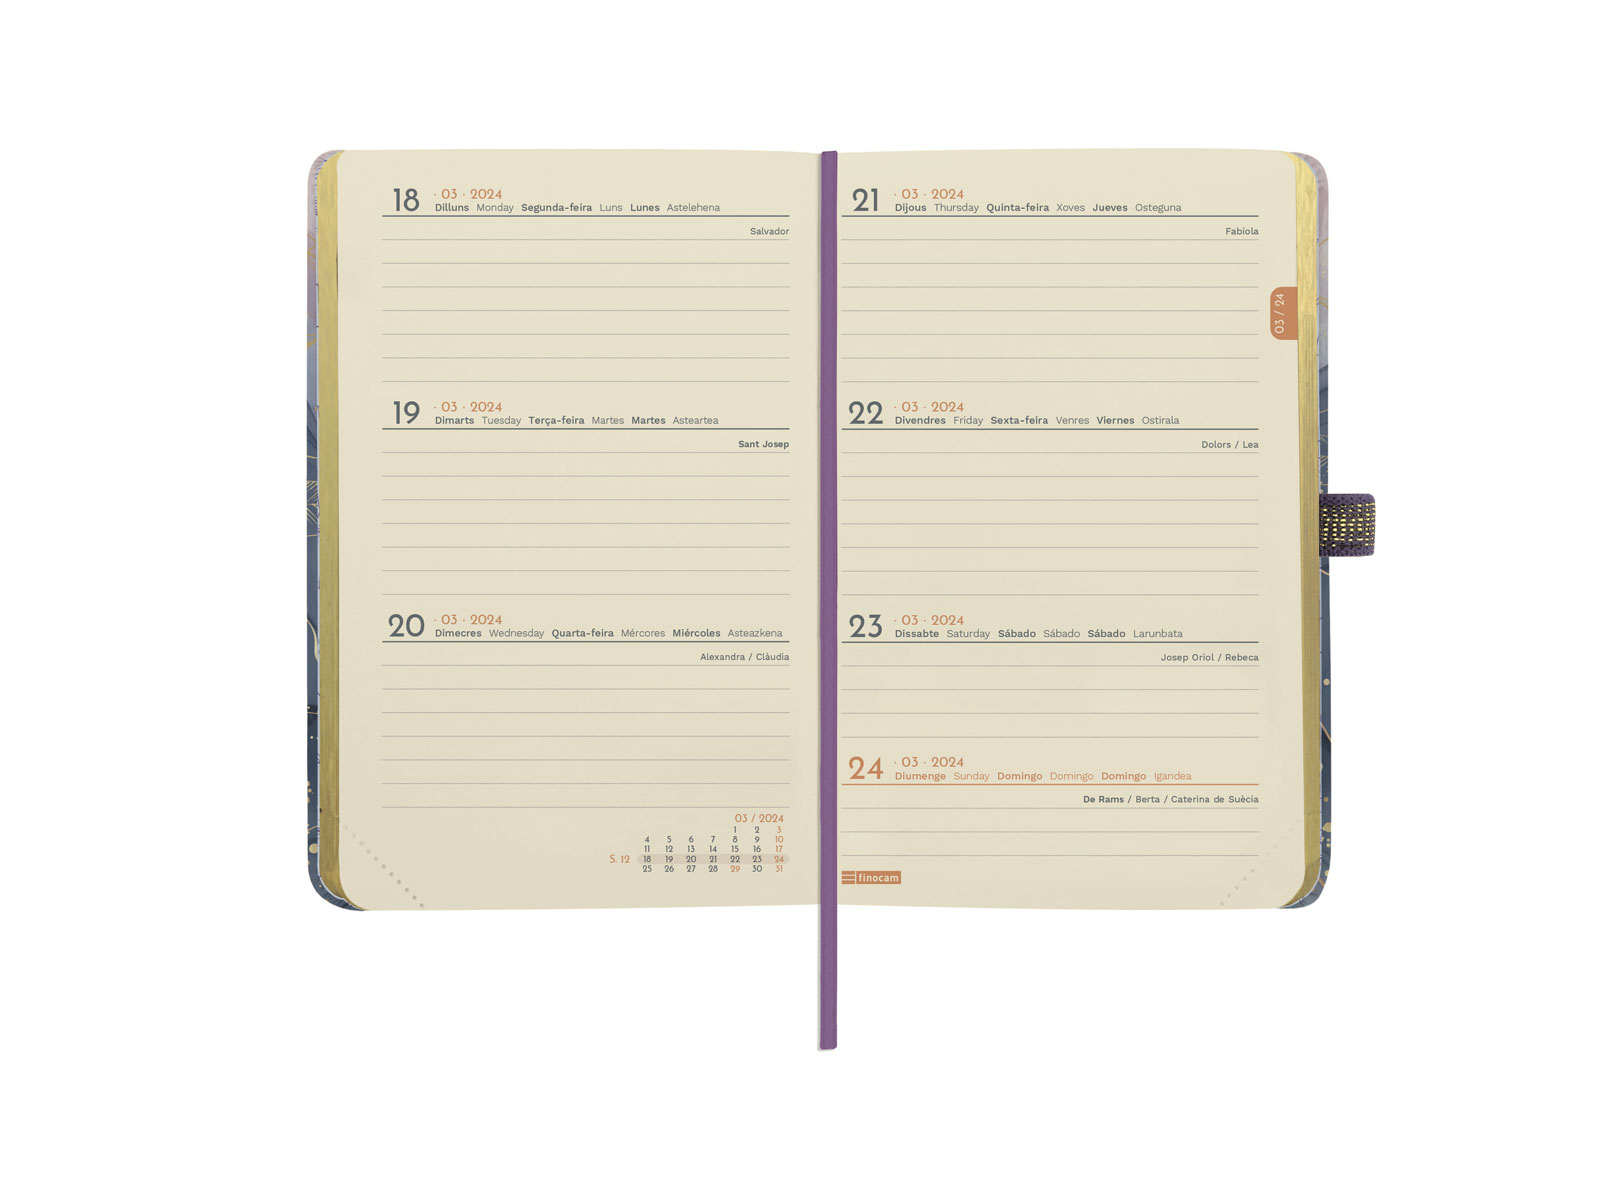 18 · 03 · 2024
Dilluns Monday Segunda-feira Luns Lunes Astelehena
Salvador
19 · 03 · 2024
Dimarts Tuesday Terça-feira Martes Martes Asteartea
Sant Josep
20 · 03 · 2024
Dimecres Wednesday Quarta-feira Mércores Miércoles Asteazkena
Alexandra / Clàudia
03 / 2024
1 2 3
4 5 6 7 8 9 10
11 12 13 14 15 16 17
S. 12 18 19 20 21 22 23 24
25 26 27 28 29 30 31
21 · 03 · 2024
Dijous Thursday Quinta-feira Xoves Jueves Osteguna
Fabiola
03 / 24
22 · 03 · 2024
Divendres Friday Sexta-feira Venres Viernes Ostirala
Dolors / Lea
23 · 03 · 2024
Dissabte Saturday Sábado Sábado Sábado Larunbata
Josep Oriol / Rebeca
24 · 03 · 2024
Diumenge Sunday Domingo Domingo Domingo Igandea
De Rams / Berta / Caterina de Suècia
finocam